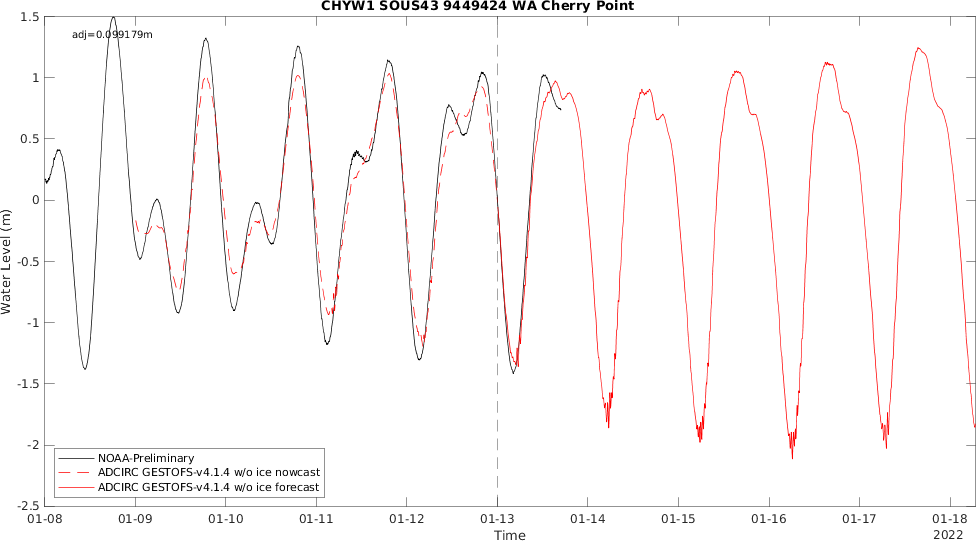 CHYW1 SOUS43 9449424 WA Cherry Point
adj=0.099179m
1.5
1
0.5
0
-0.5
-1
-1.5
-2
-2.5
Water Level (m)
NOAA-Preliminary
ADCIRC GESTOFS-v4.1.4 w/o ice nowcast
ADCIRC GESTOFS-v4.1.4 w/o ice forecast
01-08 01-09 01-10 01-11 01-12 01-13 01-14 01-15 01-16 01-17 01-18
Time
2022